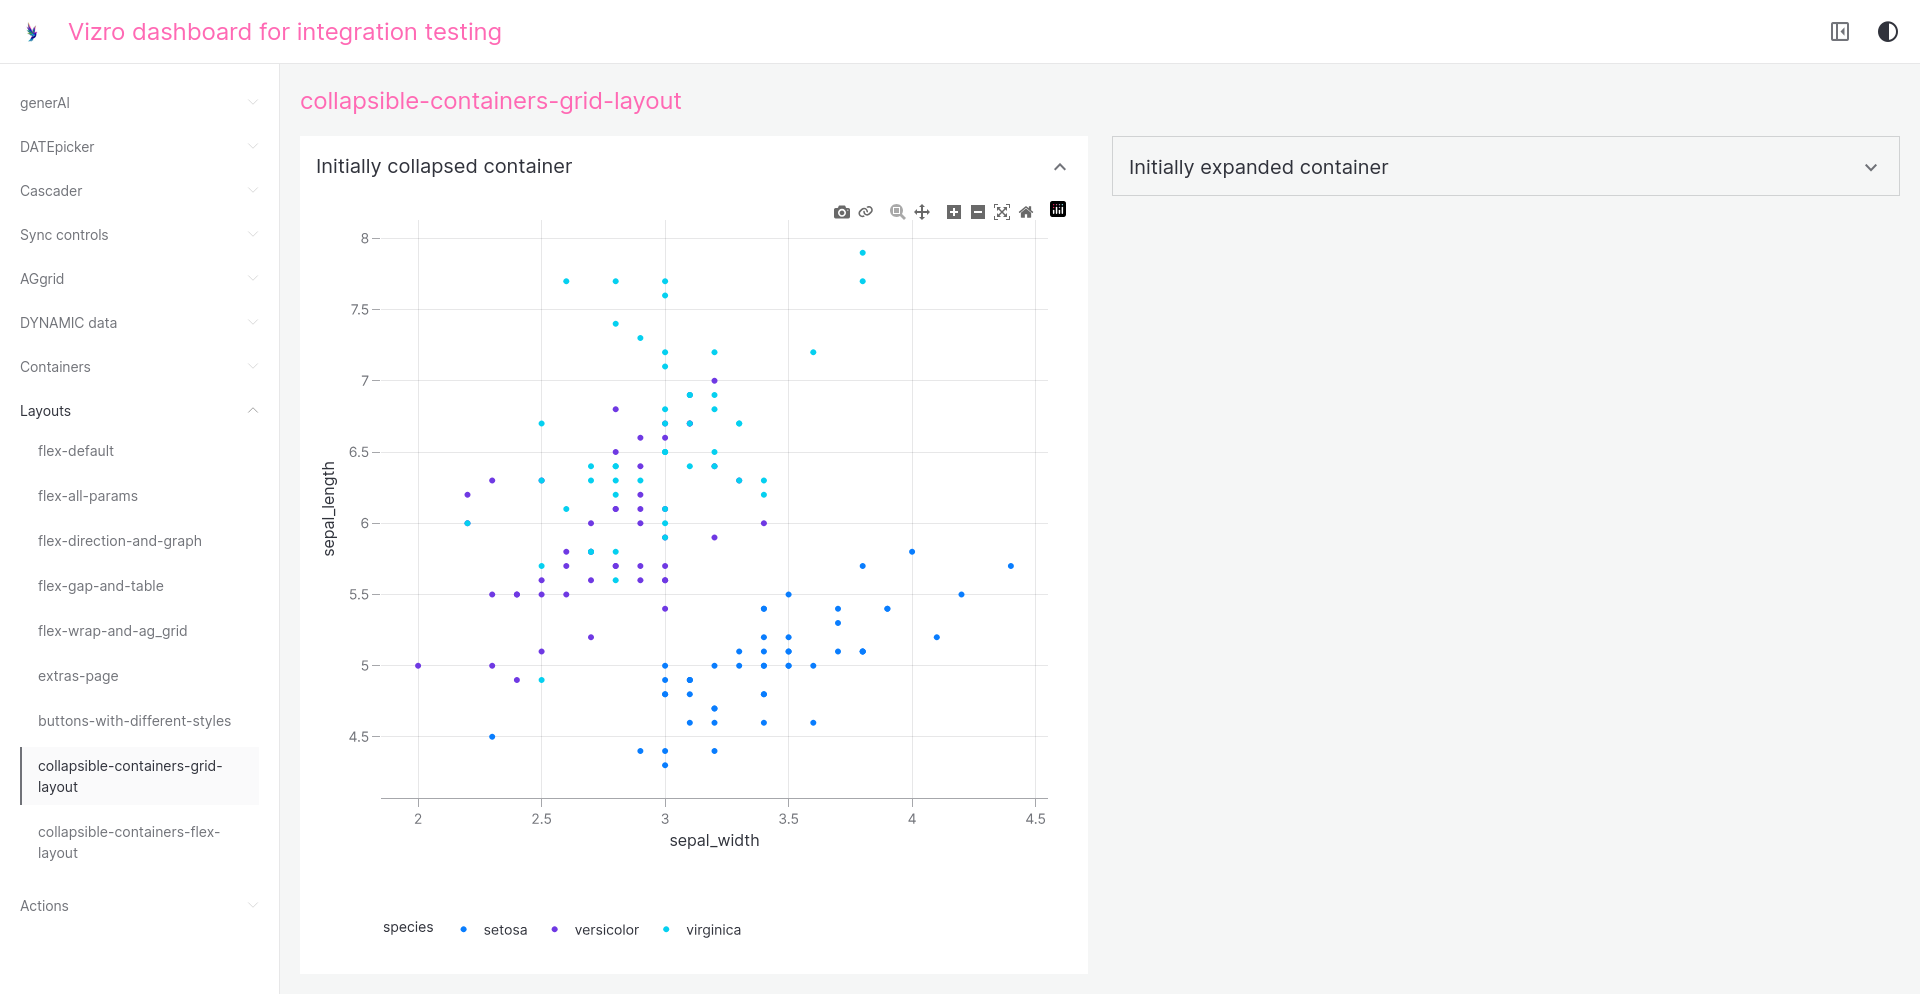 Vizro dashboard for integration testing
generAI
DATEpicker
Cascader
Sync controls
AGgrid
DYNAMIC data
Containers
Layouts
flex-default
flex-all-params
flex-direction-and-graph
flex-gap-and-table
flex-wrap-and-ag_grid
extras-page
buttons-with-different-styles
collapsible-containers-grid-
layout
collapsible-containers-flex-
layout
Actions
collapsible-containers-grid-layout
Initially collapsed container
8
7.5
7
6.5
6
5.5
5
4.5
sepal_length
2
2.5
3
3.5
4
4.5
sepal_width
species
setosa
versicolor
virginica
Initially expanded container